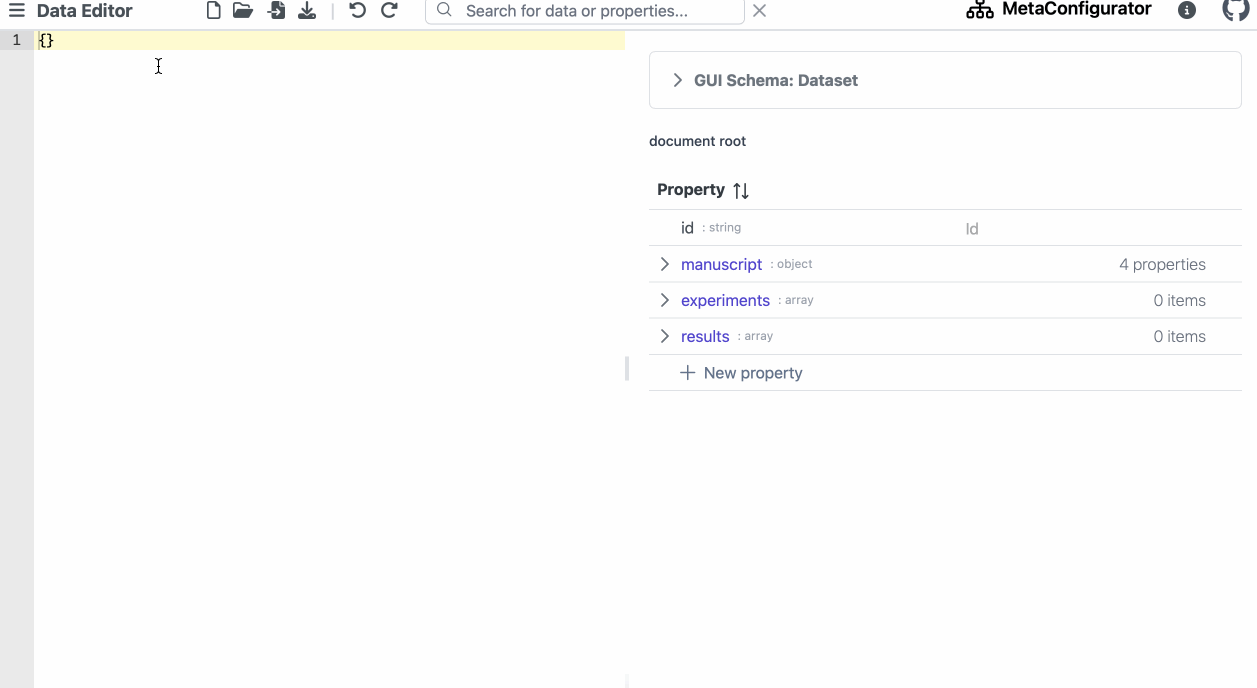 Data Editor Search for data or properties... MetaConfigurator
1 {}
GUI Schema: Dataset
document root
Property
id : string Id
manuscript : object 4 properties
experiments : array 0 items
results : array 0 items
New property